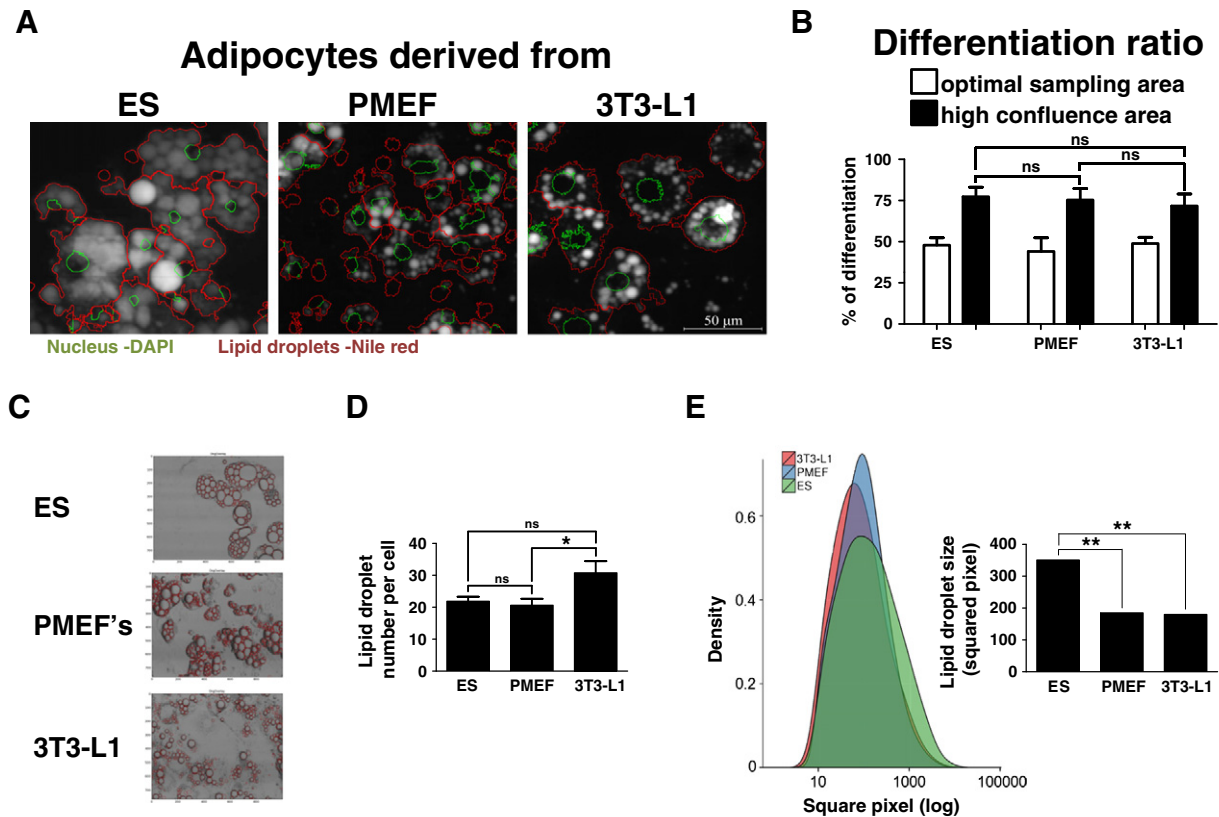 A
Adipocytes derived from
ES
PMEF
3T3-L1
50 μm
Nucleus -DAPI
Lipid droplets -Nile red
B
Differentiation ratio
optimal sampling area
high confluence area
% of differentiation
100
75
50
25
0
ns
ns
ns
ES
PMEF
3T3-L1
C
ES
PMEF's
3T3-L1
D
Lipid droplet
number per cell
40
30
20
10
0
ns
*
ns
ES
PMEF
3T3-L1
E
3T3-L1
PMEF
ES
Density
0.6
0.4
0.2
0
10
1000
100000
Square pixel (log)
Lipid droplet size
(squared pixel)
400
300
200
100
0
**
**
ES
PMEF
3T3-L1